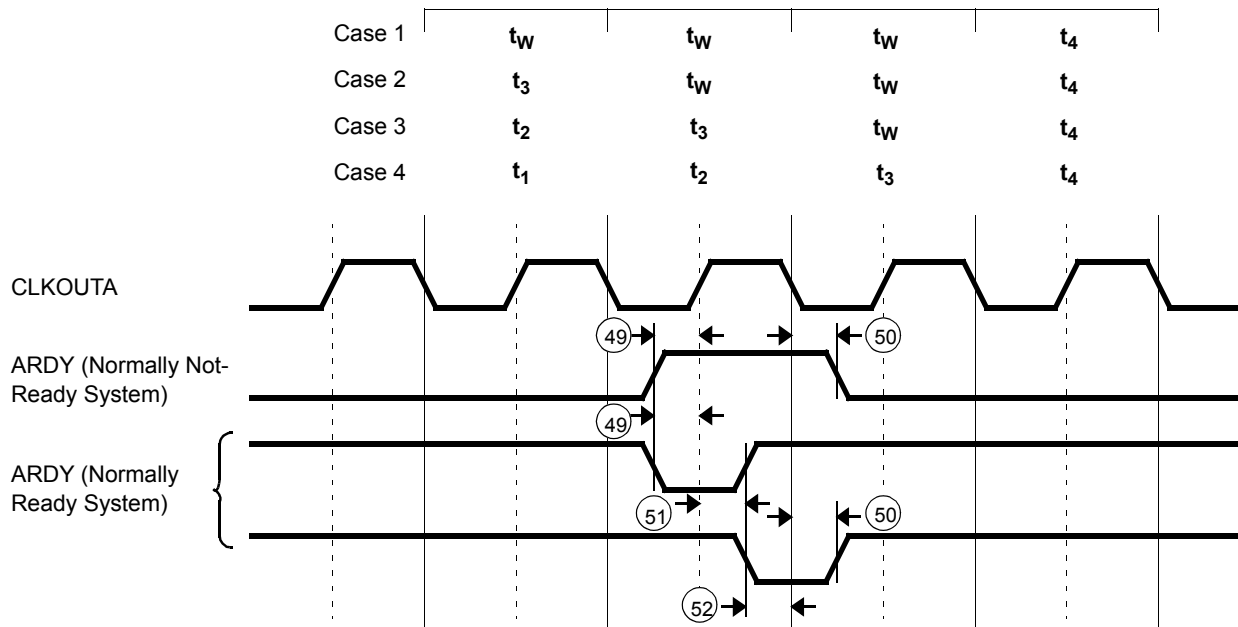 Case 1 tW tW tW t4
Case 2 t3 tW tW t4
Case 3 t2 t3 tW t4
Case 4 t1 t2 t3 t4
CLKOUTA
49 50
ARDY (Normally Not-
Ready System)
49
ARDY (Normally
Ready System)
51 50
52